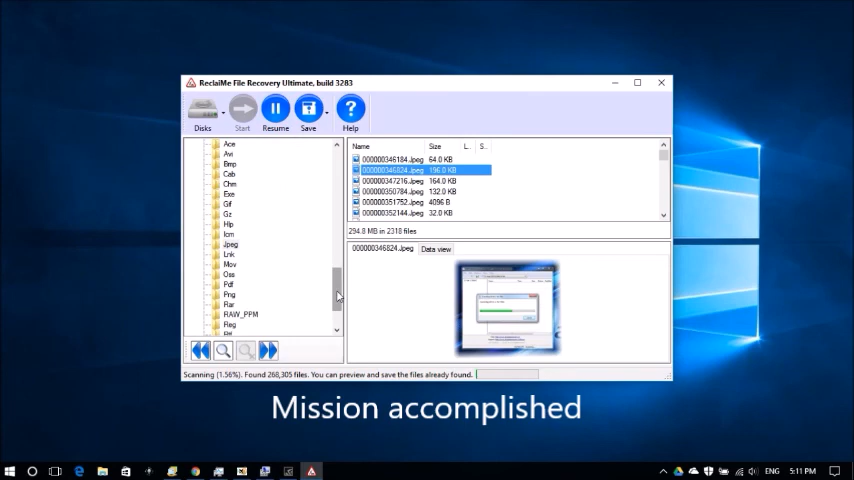 ReclaiMe File Recovery Ultimate, build 3283
Disks
Start
Resume
Save
Help
Ace
Avi
Bmp
Cab
Chm
Exe
Gif
Gz
Hlp
Icm
Jpeg
Lnk
Mov
Oss
Pdf
Png
Rar
RAW_PPM
Reg
Name Size L.. S..
000000346184.Jpeg 64.0 KB
000000346824.Jpeg 196.0 KB
000000347216.Jpeg 164.0 KB
000000350784.Jpeg 132.0 KB
000000351752.Jpeg 4096 B
000000352144.Jpeg 32.0 KB
294.8 MB in 2318 files
000000346824.Jpeg Data view
Scanning (1.56%). Found 268,305 files. You can preview and save the files already found.
Mission accomplished
ENG 5:11 PM